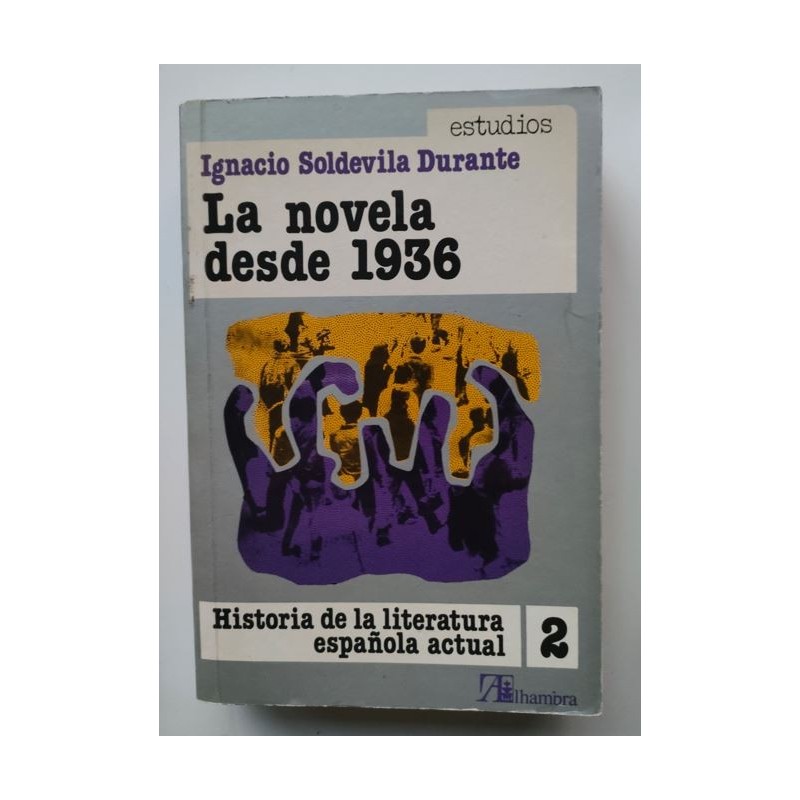 estudios
Ignacio Soldevila Durante
La novela
desde 1936
Historia de la literatura
española actual
2
Alhambra